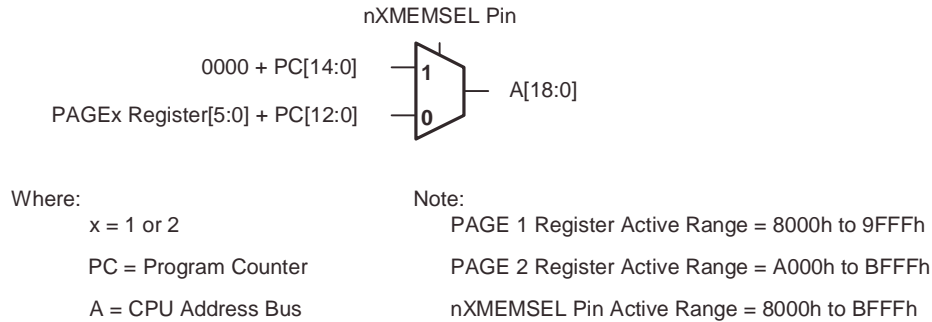 nXMEMSEL Pin
0000 + PC[14:0]
1
A[18:0]
PAGEx Register[5:0] + PC[12:0]
0
Where:
x = 1 or 2
PC = Program Counter
A = CPU Address Bus
Note:
PAGE 1 Register Active Range = 8000h to 9FFFh
PAGE 2 Register Active Range = A000h to BFFFh
nXMEMSEL Pin Active Range = 8000h to BFFFh